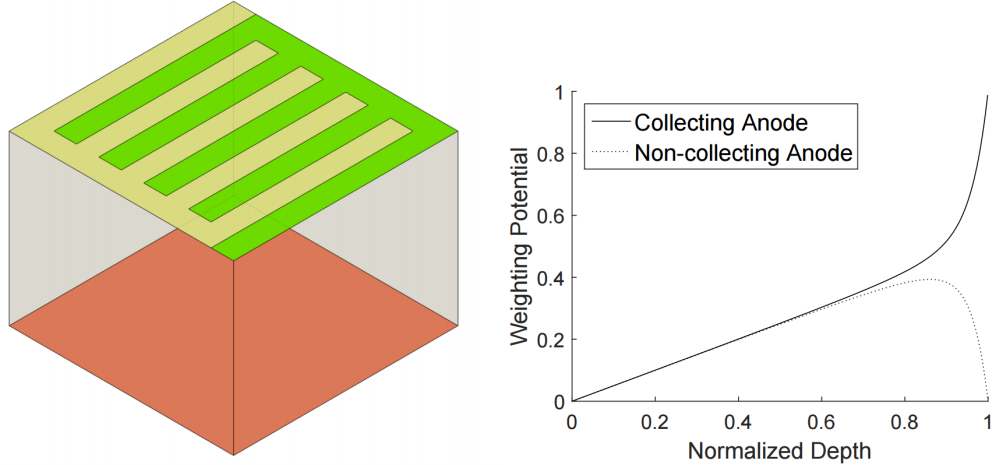 1
0.8
0.6
0.4
0.2
0
Weighting Potential
Collecting Anode
Non-collecting Anode
0 0.2 0.4 0.6 0.8 1
Normalized Depth